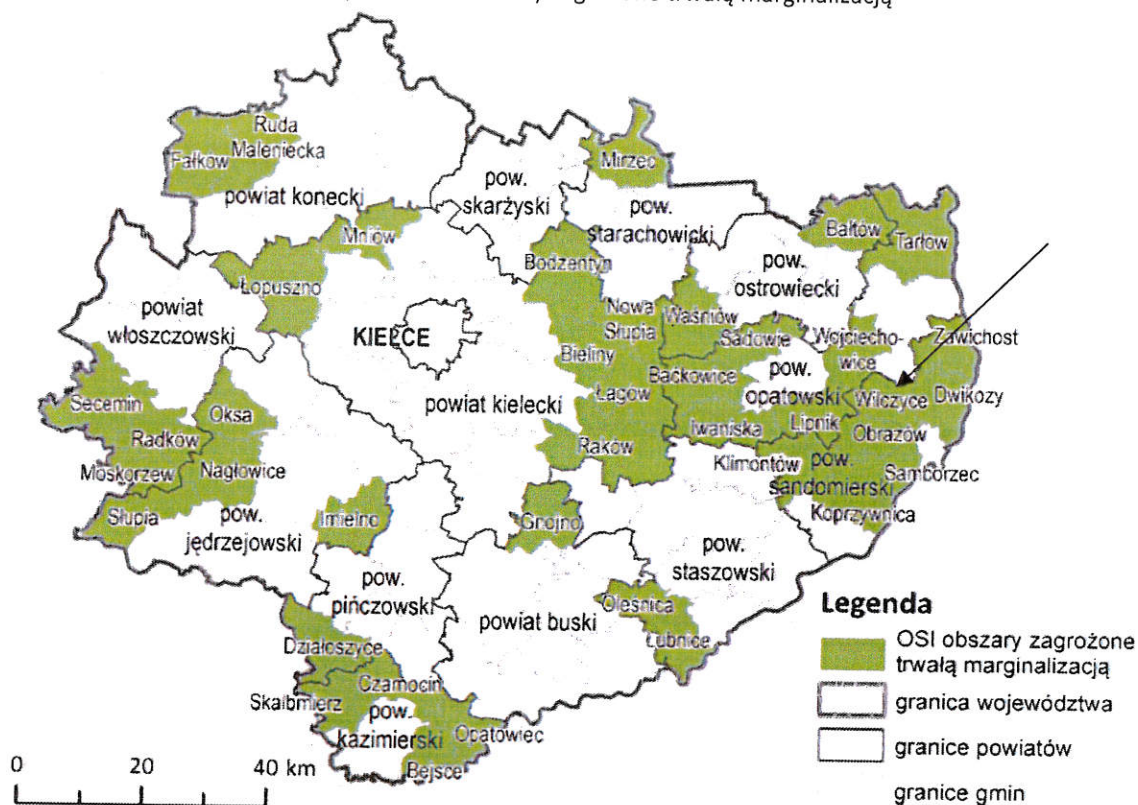 trwałą marginalizacją
Ruda
Maleniecka
Fałków
powiat konecki
Mirzec
pow.
skarżyski
pow.
starachowicki
Mniów
Bałtów
Tarłów
Bodzentyn
pow.
ostrowiecki
Łopuszno
powiat
włoszczowski
KIELCE
Nowa
Słupia
Waśniów
Sadowie
Wojciecho-
wice
Zawichost
Bieliny
Baćkowice
pow.
opatowski
Wilczyce
Dwikozy
Secemin
Oksa
powiat kielecki
Łagów
Iwaniska
Lipnik
Obrazów
Radków
Raków
Klimontów
pow.
sandomierski
Samborzec
Moskorzew
Nagłowice
Koprzywnica
Słupia
Imielno
Gnojno
pow.
jędrzejowski
pow.
staszowski
pow.
pińczowski
powiat buski
Oleśnica
Łubnice
Działoszyce
Czarnocin
Skalbmierz
pow.
kazimierski
Opatowiec
Bejsce
Legenda
OSI obszary zagrożone
trwałą marginalizacją
granica województwa
granice powiatów
granice gmin
0 20 40 km